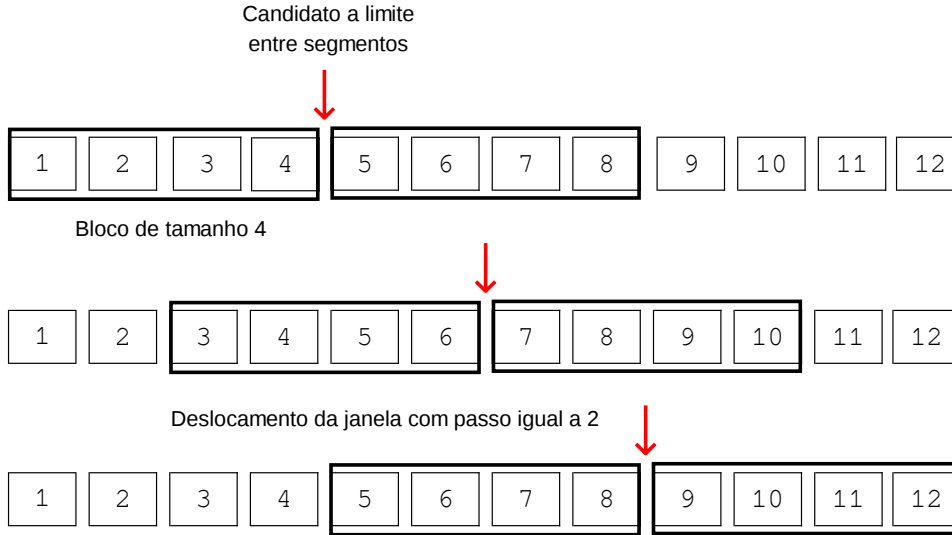 Candidato a limite
entre segmentos
1 2 3 4 5 6 7 8 9 10 11 12
Bloco de tamanho 4
1 2 3 4 5 6 7 8 9 10 11 12
Deslocamento da janela com passo igual a 2
1 2 3 4 5 6 7 8 9 10 11 12